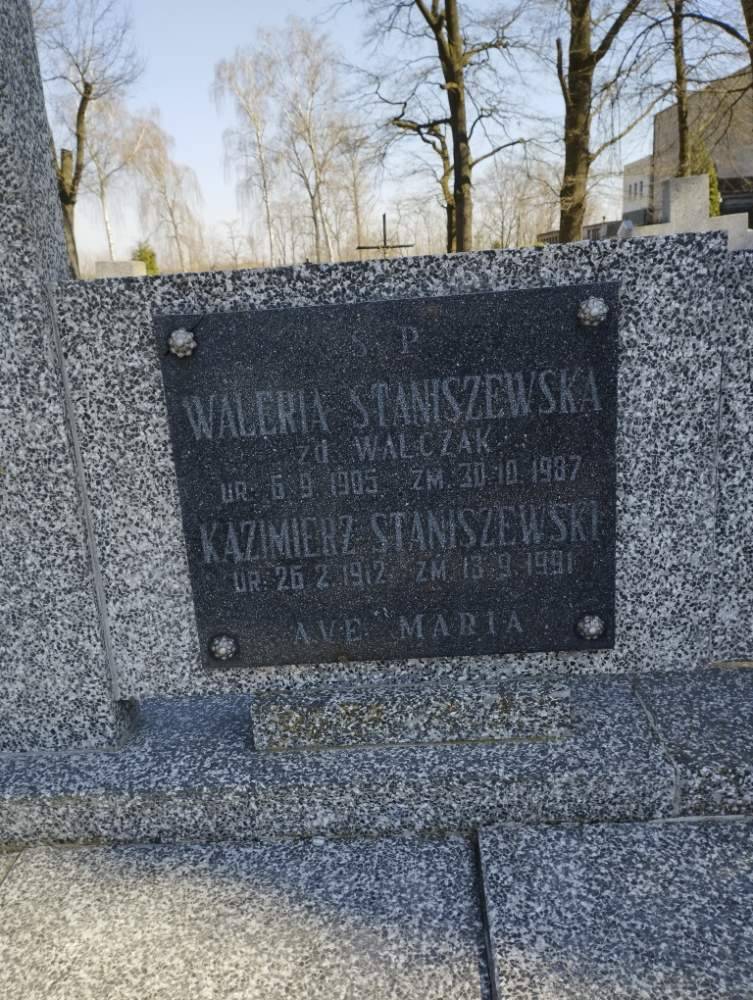 S P
WALERIA STANISZEWSKA
zd WALCZAK
UR. 6 9 1905 ZM. 30 10 1987
KAZIMIERZ STANISZEWSKI
UR 26 2 1912 ZM 13 9 1991
AVE MARIA